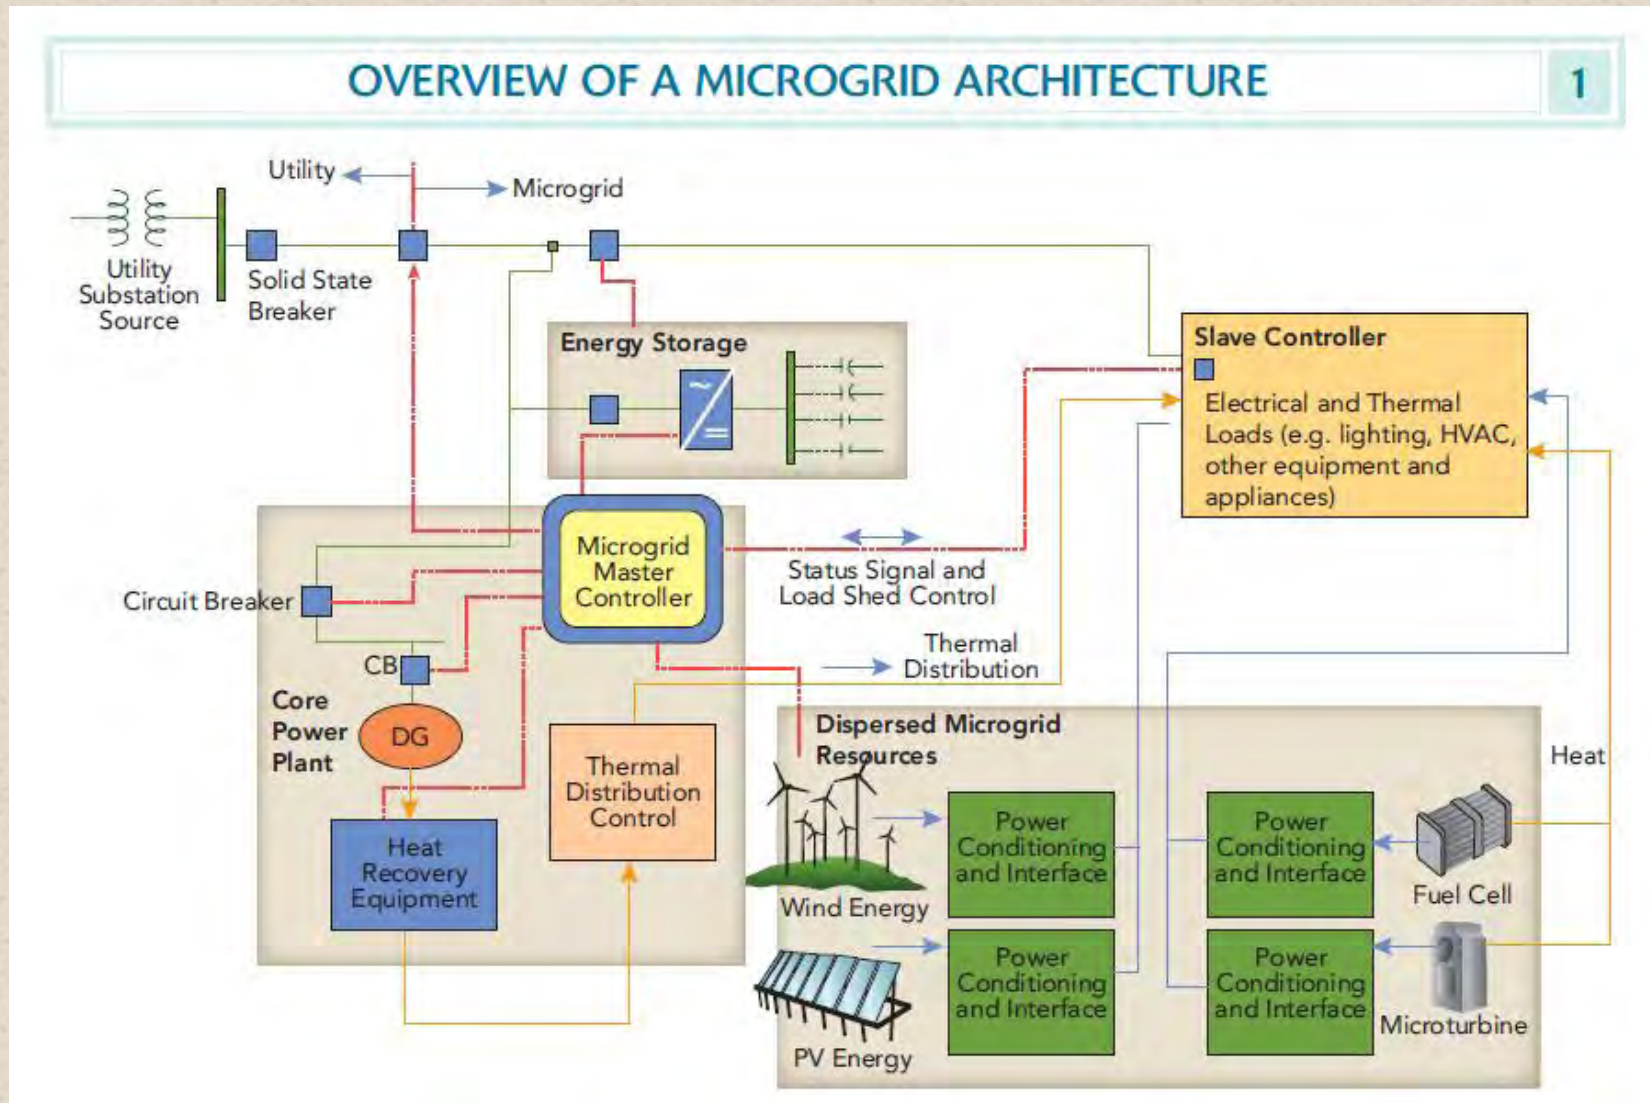 OVERVIEW OF A MICROGRID ARCHITECTURE
1
Utility
Microgrid
Utility
Substation
Source
Solid State
Breaker
Energy Storage
Slave Controller
Electrical and Thermal
Loads (e.g. lighting, HVAC,
other equipment and
appliances)
Microgrid
Master
Controller
Status Signal and
Load Shed Control
Circuit Breaker
CB
Thermal
Distribution
Core
Power
Plant
DG
Thermal
Distribution
Control
Heat
Recovery
Equipment
Dispersed Microgrid
Resources
Heat
Power
Conditioning
and Interface
Power
Conditioning
and Interface
Wind Energy
Fuel Cell
Power
Conditioning
and Interface
Power
Conditioning
and Interface
PV Energy
Microturbine